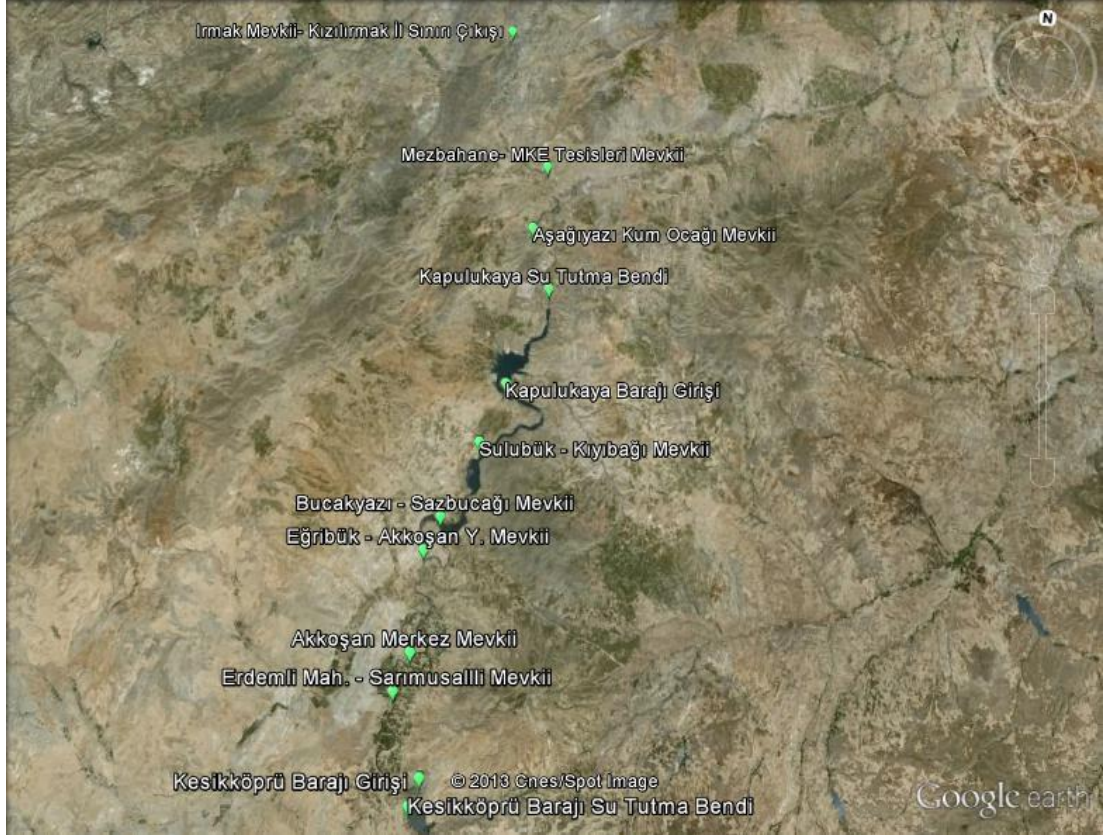 N
Irmak Mevkii- Kızılırmak İl Sınırı Çıkışı
Mezbahane- MKE Tesisleri Mevkii
Aşağıyazı Kum Ocağı Mevkii
Kapulukaya Su Tutma Bendi
Kapulukaya Barajı Girişi
Sulubük - Kıyıbağı Mevkii
Bucakyazı - Sazbucağı Mevkii
Eğribük - Akkoşan Y. Mevkii
Akkoşan Merkez Mevkii
Erdemli Mah. - Sarımusallli Mevkii
Kesikköprü Barajı Girişi
© 2013 Cnes/Spot Image
Kesikköprü Barajı Su Tutma Bendi
Google earth